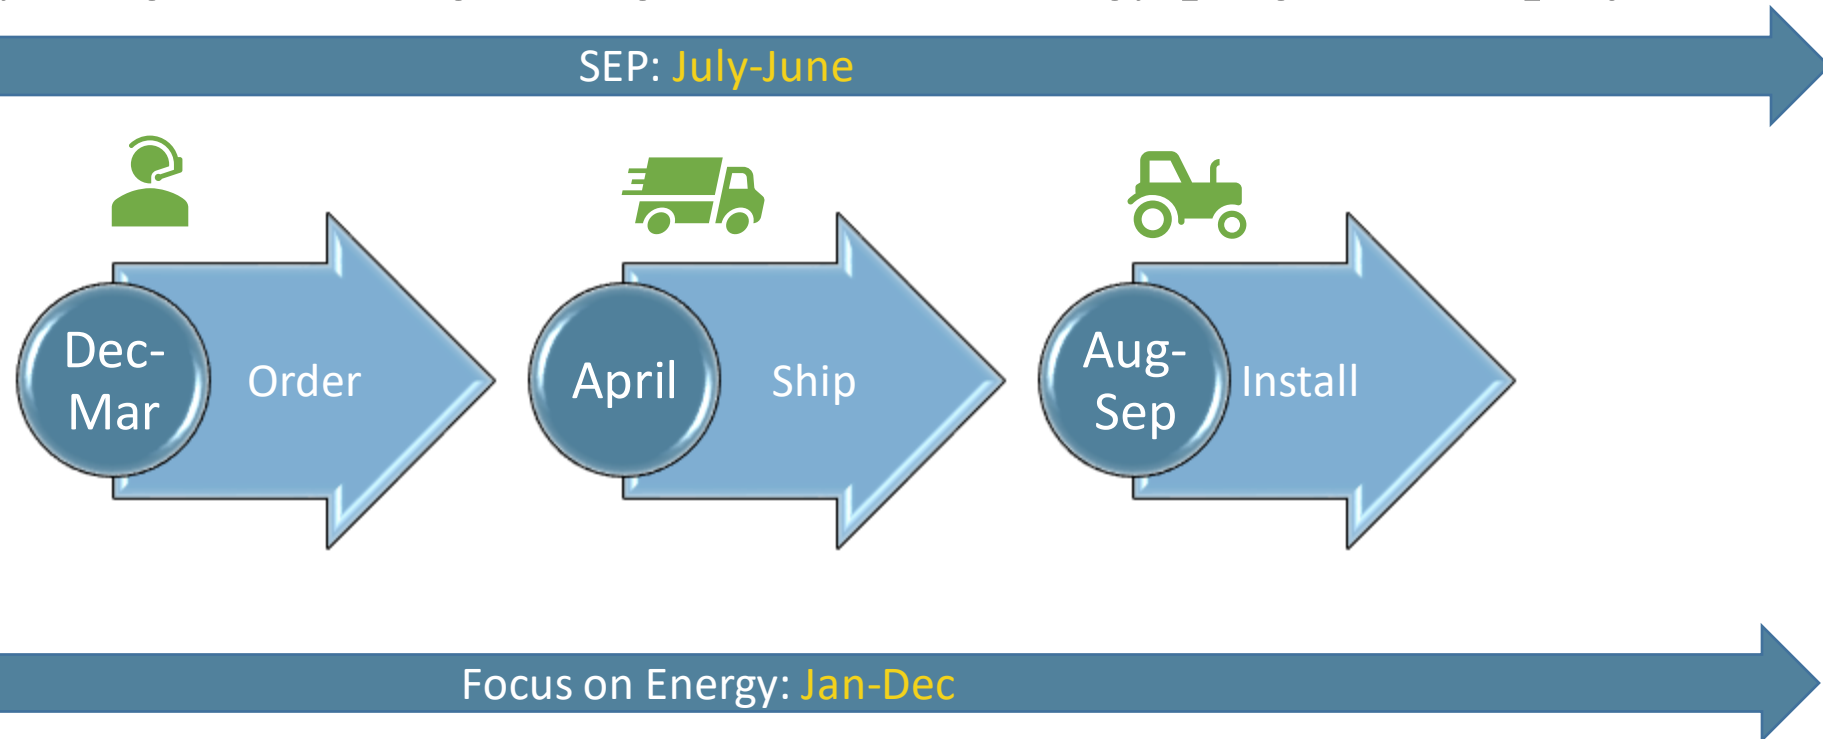 SEP: July-June
Dec-
Mar
Order
April
Ship
Aug-
Sep
Install
Focus on Energy: Jan-Dec